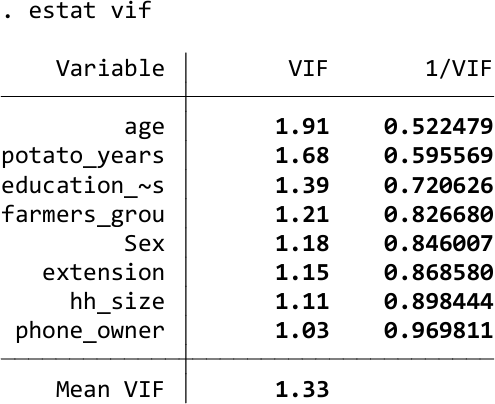 . estat vif
Variable VIF 1/VIF
age 1.91 0.522479
potato_years 1.68 0.595569
education_~s 1.39 0.720626
farmers_grou 1.21 0.826680
Sex 1.18 0.846007
extension 1.15 0.868580
hh_size 1.11 0.898444
phone_owner 1.03 0.969811
Mean VIF 1.33